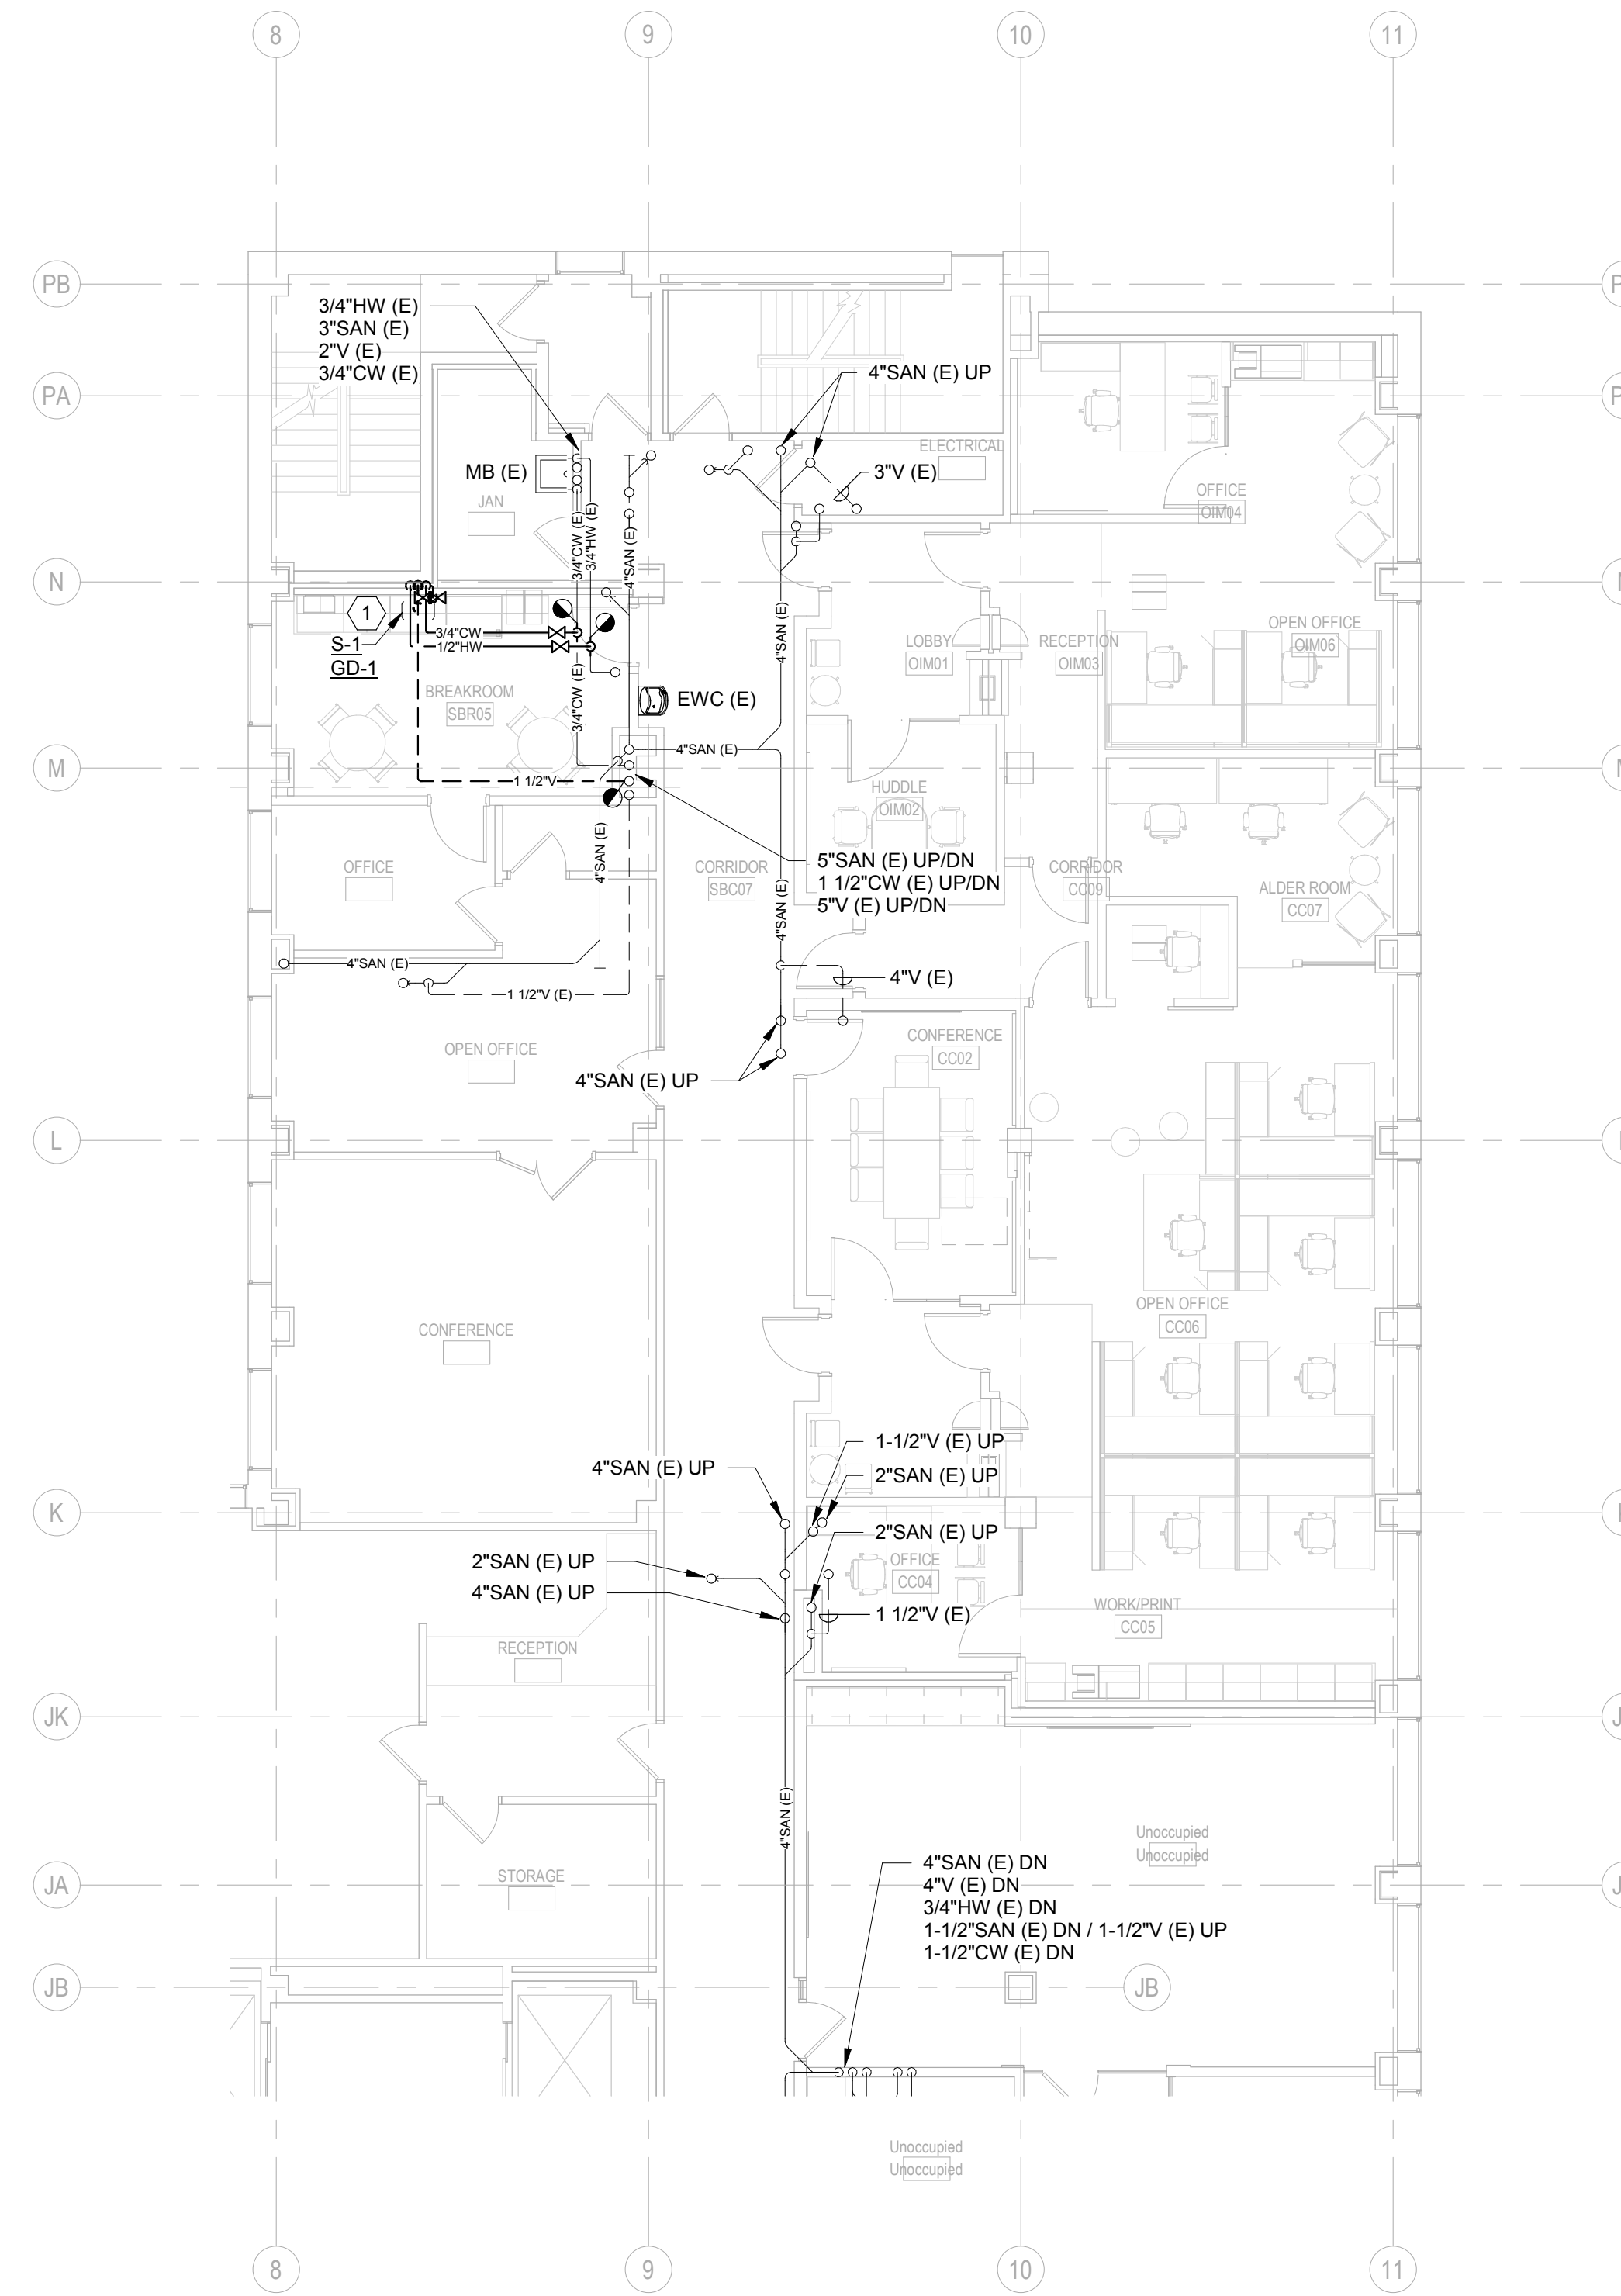 8
9
10
11
PB
3/4"HW (E)
3"SAN (E)
2"V (E)
3/4"CW (E)
PA
4"SAN (E) UP
ELECTRICAL
MB (E)
3"V (E)
JAN
OFFICE
OIM04
3/4"CW (E)
3/4"HW (E)
4"SAN (E)
N
1
S-1
GD-1
3/4"CW
1/2"HW
4"SAN (E)
LOBBY
OIM01
RECEPTION
OIM03
OPEN OFFICE
OIM06
BREAKROOM
SBR05
3/4"CW (E)
EWC (E)
4"SAN (E)
M
1 1/2"V
HUDDLE
OIM02
4"SAN (E)
5"SAN (E) UP/DN
1 1/2"CW (E) UP/DN
5"V (E) UP/DN
OFFICE
CORRIDOR
SBC07
CORRIDOR
CC09
ALDER ROOM
CC07
4"SAN (E)
4"SAN (E)
1 1/2"V (E)
4"V (E)
OPEN OFFICE
CONFERENCE
CC02
4"SAN (E) UP
L
OPEN OFFICE
CC06
CONFERENCE
1-1/2"V (E) UP
4"SAN (E) UP
2"SAN (E) UP
K
2"SAN (E) UP
2"SAN (E) UP
4"SAN (E) UP
OFFICE
CC04
1 1/2"V (E)
WORK/PRINT
CC05
RECEPTION
JK
4"SAN (E)
Unoccupied
Unoccupied
JA
STORAGE
4"SAN (E) DN
4"V (E) DN
3/4"HW (E) DN
1-1/2"SAN (E) DN / 1-1/2"V (E) UP
1-1/2"CW (E) DN
JB
JB
Unoccupied
Unoccupied
8
9
10
11